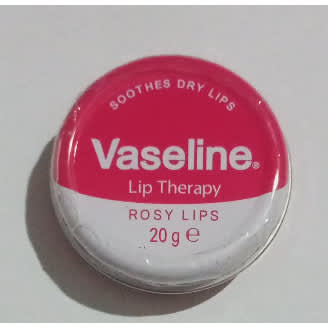 SOOTHES DRY LIPS
Vaseline®
Lip Therapy
ROSY LIPS
20 g ℮